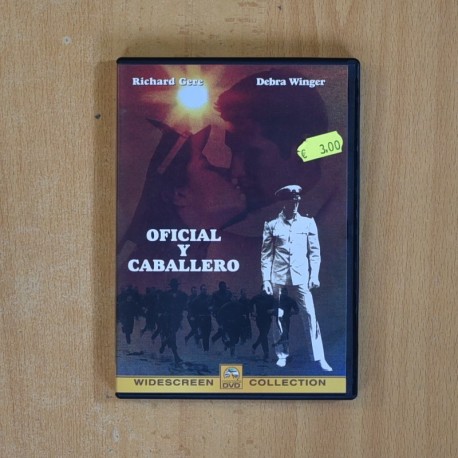 Richard Gere Debra Winger
€ 3.00
OFICIAL
Y
CABALLERO
WIDESCREEN DVD COLLECTION